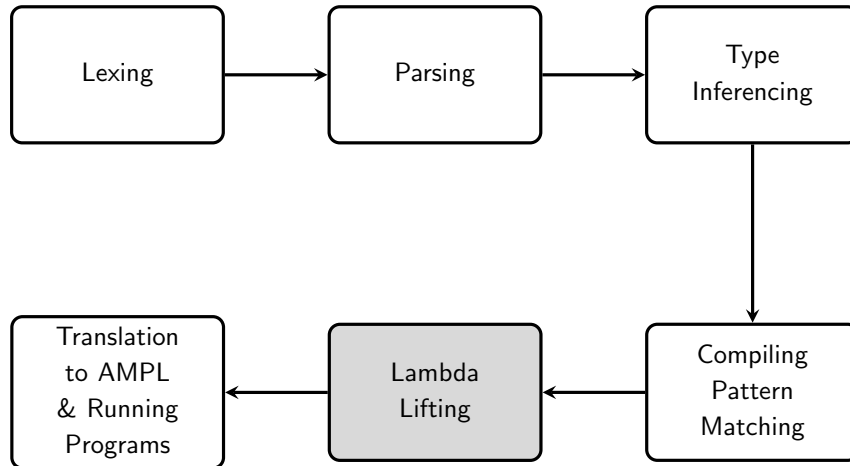 Lexing
Parsing
Type
Inferencing
Compiling
Pattern
Matching
Lambda
Lifting
Translation
to AMPL
& Running
Programs